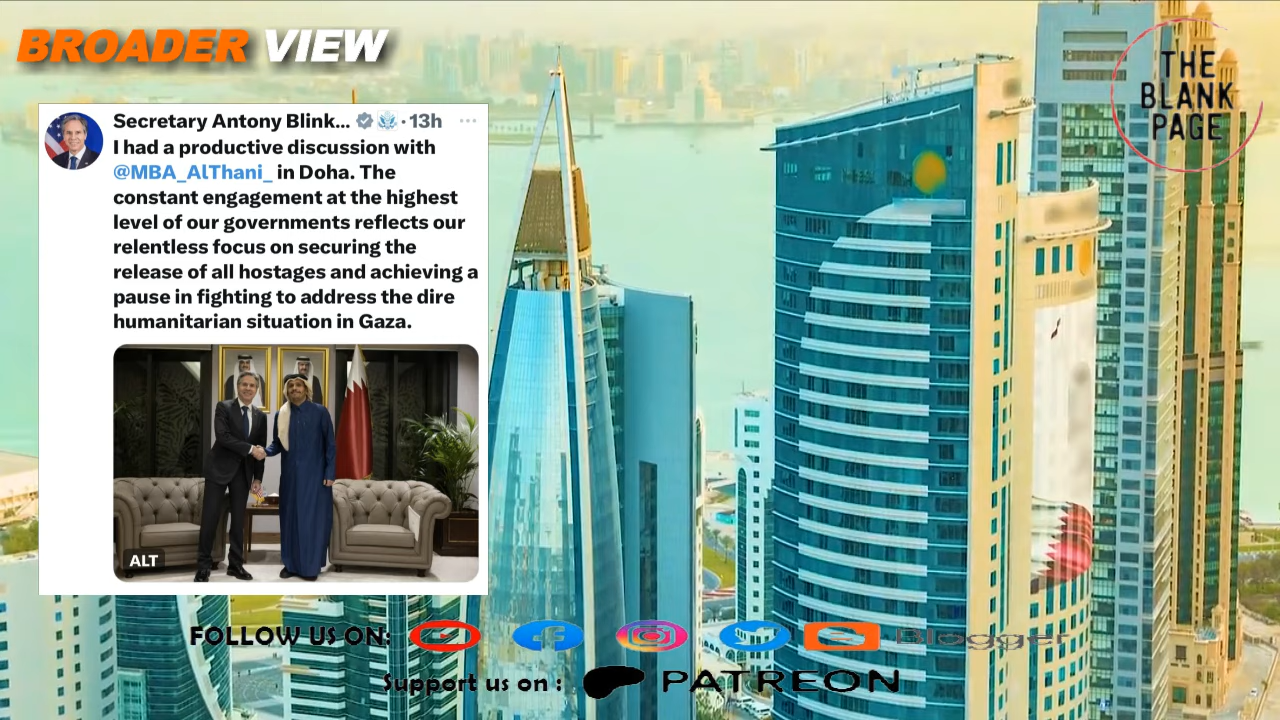 BROADER VIEW
THE
BLANK
PAGE
Secretary Antony Blink... · 13h
I had a productive discussion with
@MBA_AlThani_ in Doha. The
constant engagement at the highest
level of our governments reflects our
relentless focus on securing the
release of all hostages and achieving a
pause in fighting to address the dire
humanitarian situation in Gaza.
ALT
FOLLOW US ON:
Blogger
Support us on :
PATREON